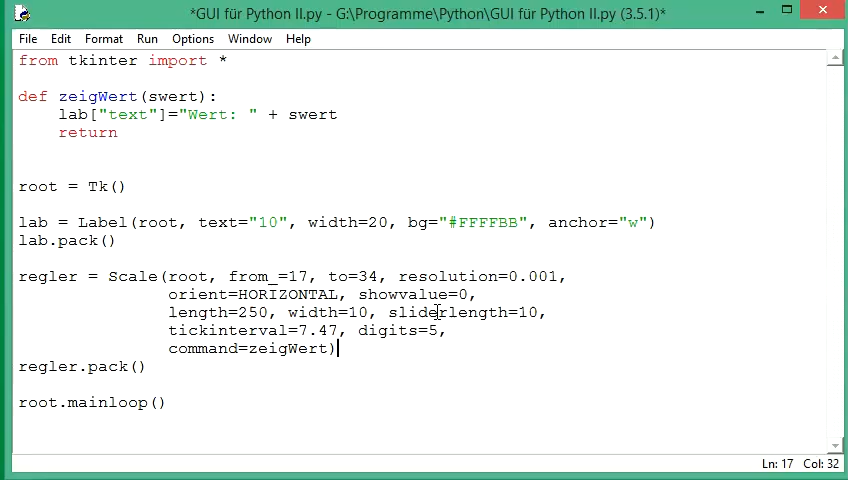 *GUI für Python II.py - G:\Programme\Python\GUI für Python II.py (3.5.1)*
File Edit Format Run Options Window Help
from tkinter import *
def zeigWert(swert):
    lab["text"]="Wert: " + swert
    return
root = Tk()
lab = Label(root, text="10", width=20, bg="#FFFFBB", anchor="w")
lab.pack()
regler = Scale(root, from_=17, to=34, resolution=0.001,
               orient=HORIZONTAL, showvalue=0,
               length=250, width=10, sliderlength=10,
               tickinterval=7.47, digits=5,
               command=zeigWert)
regler.pack()
root.mainloop()
Ln: 17 Col: 32